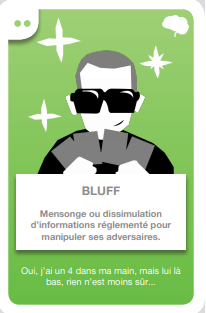 BLUFF
Mensonge ou dissimulation
d'informations réglementé pour
manipuler ses adversaires.
Oui, j'ai un 4 dans ma main, mais lui là
bas, rien n'est moins sûr...